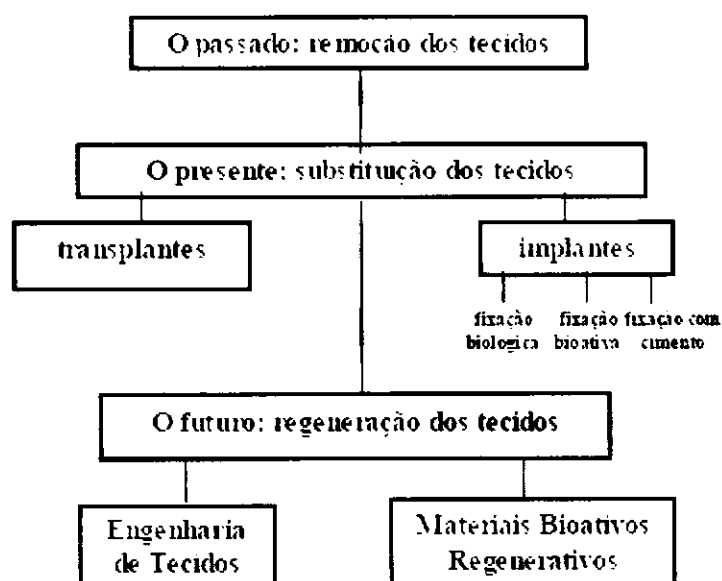 O passado: remoção dos tecidos
O presente: substituição dos tecidos
transplantes
implantes
fixação
biologica
fixação
bioativa
fixação com
cimento
O futuro: regeneração dos tecidos
Engenharia
de Tecidos
Materiais Bioativos
Regenerativos